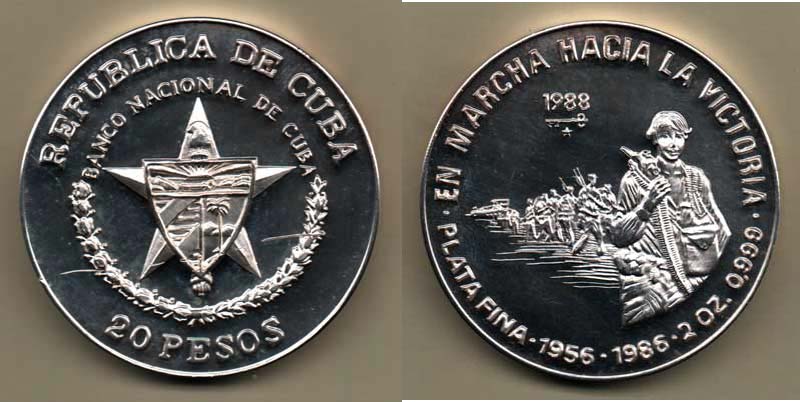 REPUBLICA DE CUBA
BANCO NACIONAL DE CUBA
20 PESOS
· EN MARCHA HACIA LA VICTORIA ·
1988
PLATA FINA · 1956 - 1986 · 2 OZ. 0,999